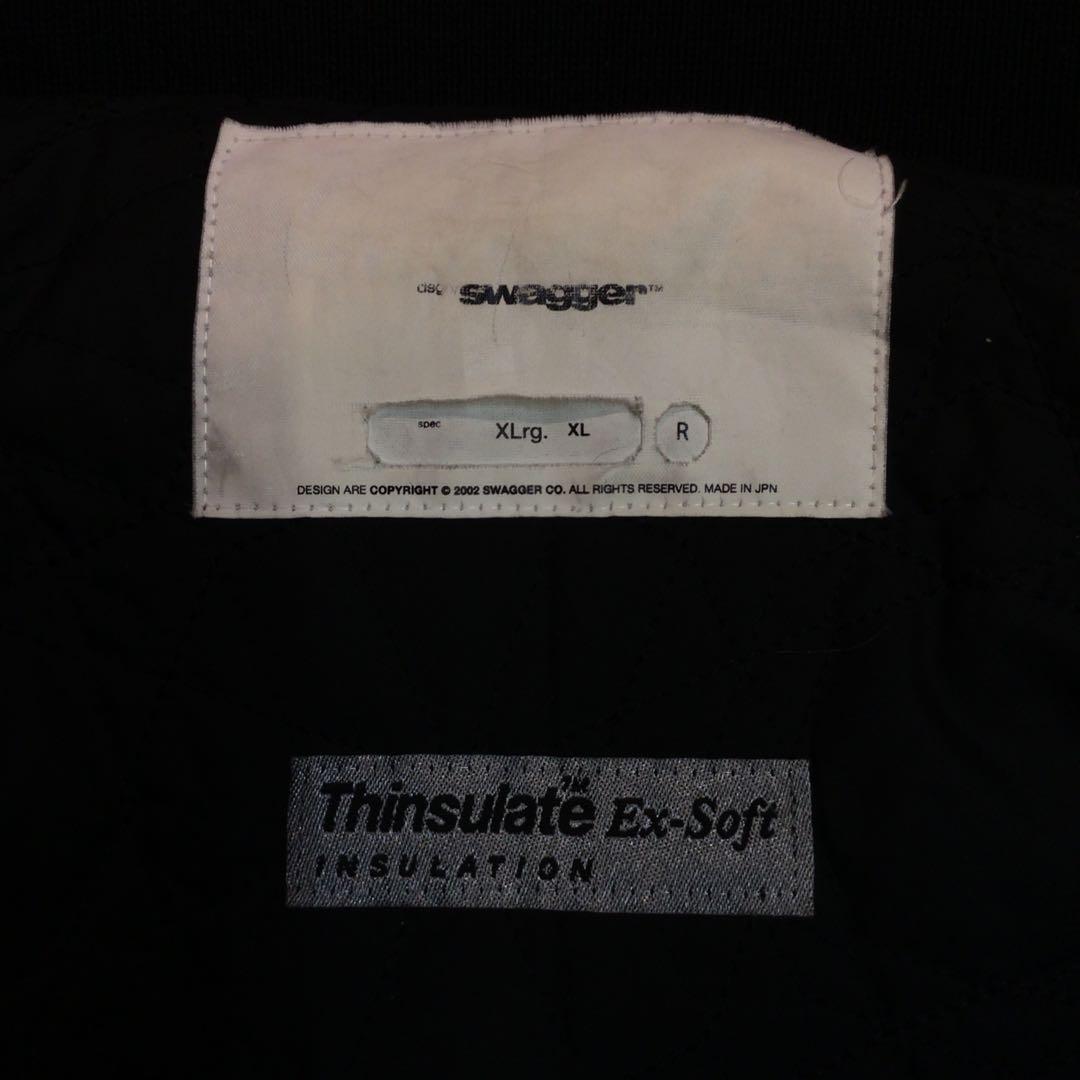 swagger™
spec XLrg. XL R
DESIGN ARE COPYRIGHT © 2002 SWAGGER CO. ALL RIGHTS RESERVED. MADE IN JPN
Thinsulate™ Ex-Soft
INSULATION